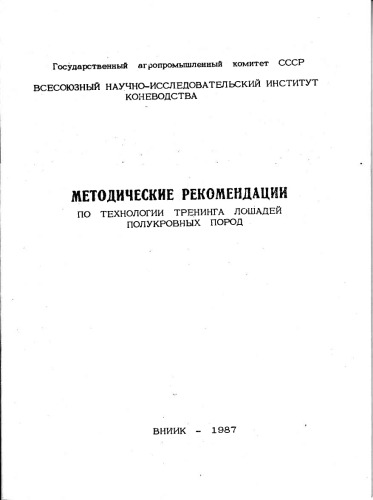 Государственный агропромышленный комитет СССР
ВСЕСОЮЗНЫЙ НАУЧНО-ИССЛЕДОВАТЕЛЬСКИЙ ИНСТИТУТ
КОНЕВОДСТВА
МЕТОДИЧЕСКИЕ РЕКОМЕНДАЦИИ
ПО ТЕХНОЛОГИИ ТРЕНИНГА ЛОШАДЕЙ
ПОЛУКРОВНЫХ ПОРОД
ВНИИК - 1987